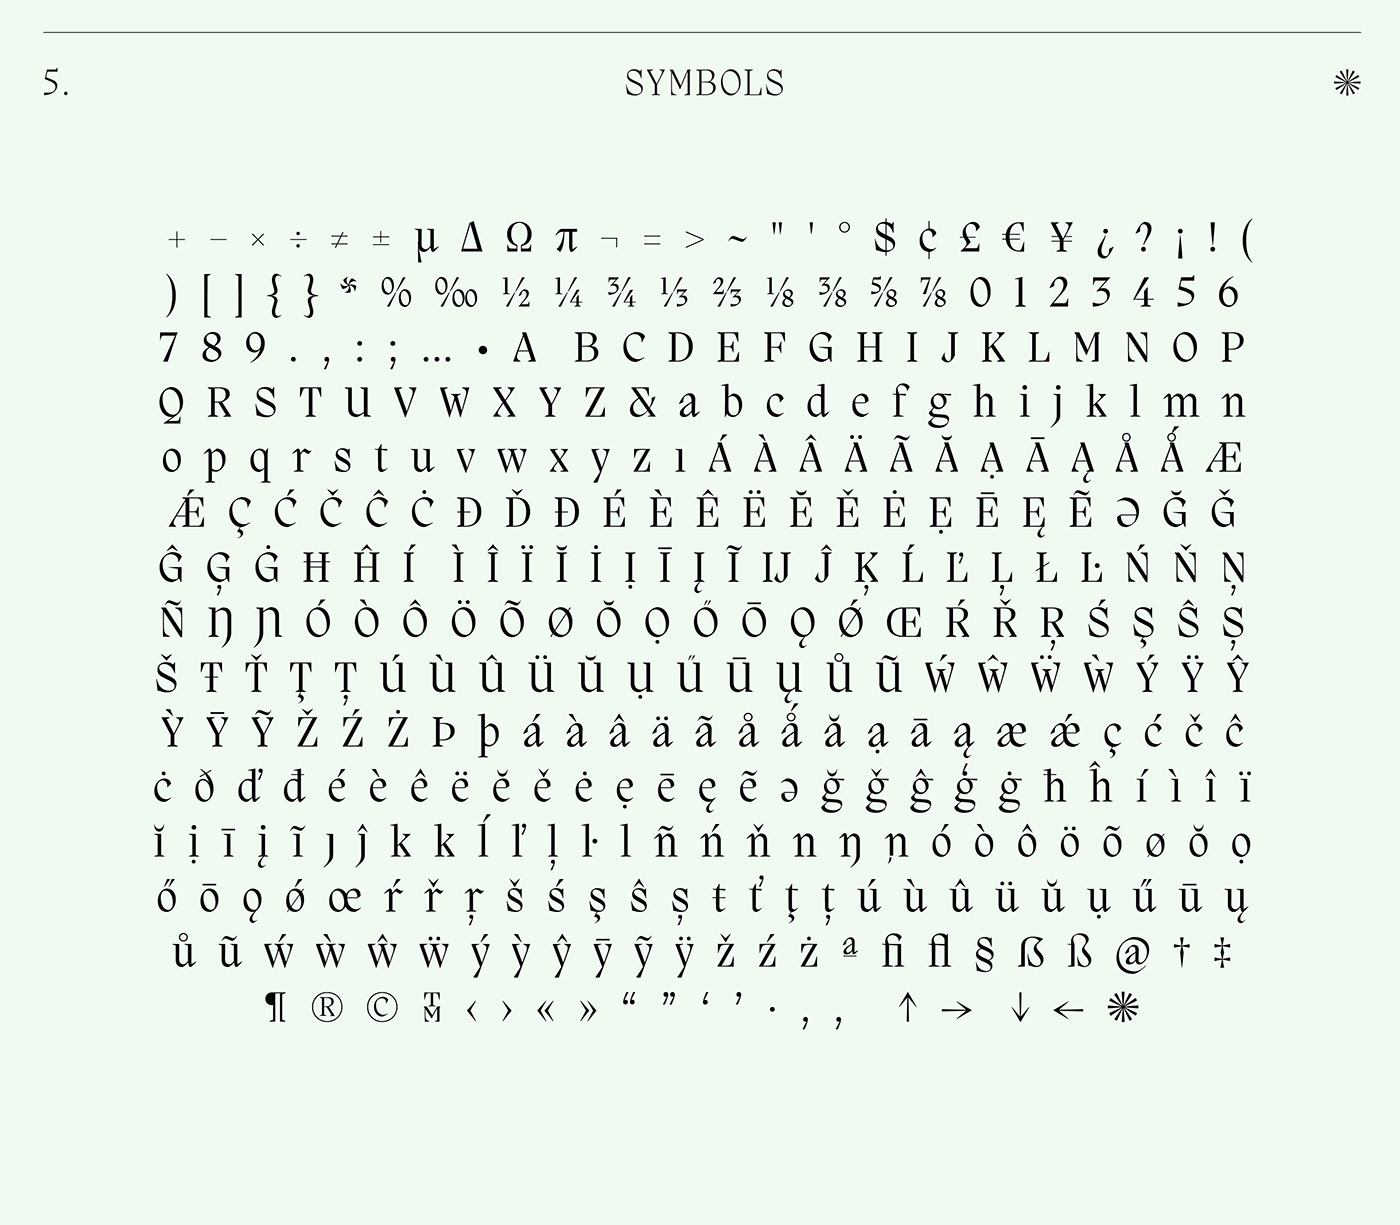 5. SYMBOLS ✺
+ − × ÷ ≠ ± µ Δ Ω π ¬ = > ~ " ' ° $ ¢ £ € ¥ ¿ ? ¡ ! (
) [ ] { } * % ‰ ½ ¼ ¾ ⅓ ⅔ ⅛ ⅜ ⅝ ⅞ 0 1 2 3 4 5 6
7 8 9 . , : ; … • A B C D E F G H I J K L M N O P
Q R S T U V W X Y Z & a b c d e f g h i j k l m n
o p q r s t u v w x y z ı Á À Â Ä Ã Ă Ạ Ā Ą Å Ǻ Æ
Ǽ Ç Ć Č Ĉ Ċ Đ Ď Ð É È Ê Ë Ĕ Ě Ė Ẹ Ē Ę Ẽ Ə Ğ Ǧ
Ĝ Ģ Ġ Ħ Ĥ Í Ì Î Ï Ĭ İ Ị Ī Į Ĩ IJ Ĵ Ķ Ĺ Ľ Ļ Ł Ŀ Ń Ň Ņ
Ñ Ŋ Ɲ Ó Ò Ô Ö Õ Ø Ŏ Ọ Ő Ō Ǫ Ǿ Œ Ŕ Ř Ŗ Ś Ş Ŝ Ș
Š Ŧ Ť Ţ Ț Ú Ù Û Ü Ŭ Ụ Ű Ū Ų Ů Ũ Ẃ Ŵ Ẅ Ẁ Ý Ÿ Ŷ
Ỳ Ȳ Ỹ Ž Ź Ż Þ þ á à â ä ã å ǻ ă ạ ā ą æ ǽ ç ć č ĉ
ċ ð ď đ é è ê ë ĕ ě ė ẹ ē ę ẽ ə ğ ǧ ĝ ģ ġ ħ ĥ í ì î ï
ĭ ị ī į ĩ ȷ ĵ k k ĺ ľ ļ ŀ l ñ ń ň n ŋ ņ ó ò ô ö õ ø ŏ ọ
ő ō ǫ ǿ œ ŕ ř ŗ š ś ş ŝ ș ŧ ť ţ ț ú ù û ü ŭ ụ ű ū ų
ů ũ ẃ ẁ ŵ ẅ ý ỳ ŷ ȳ ỹ ÿ ž ź ż ª ﬁ ﬂ § ß ß @ † ‡
¶ ® © ™ ‹ › « » “ ” ‘ ’ · , , ↑ → ↓ ← ✺